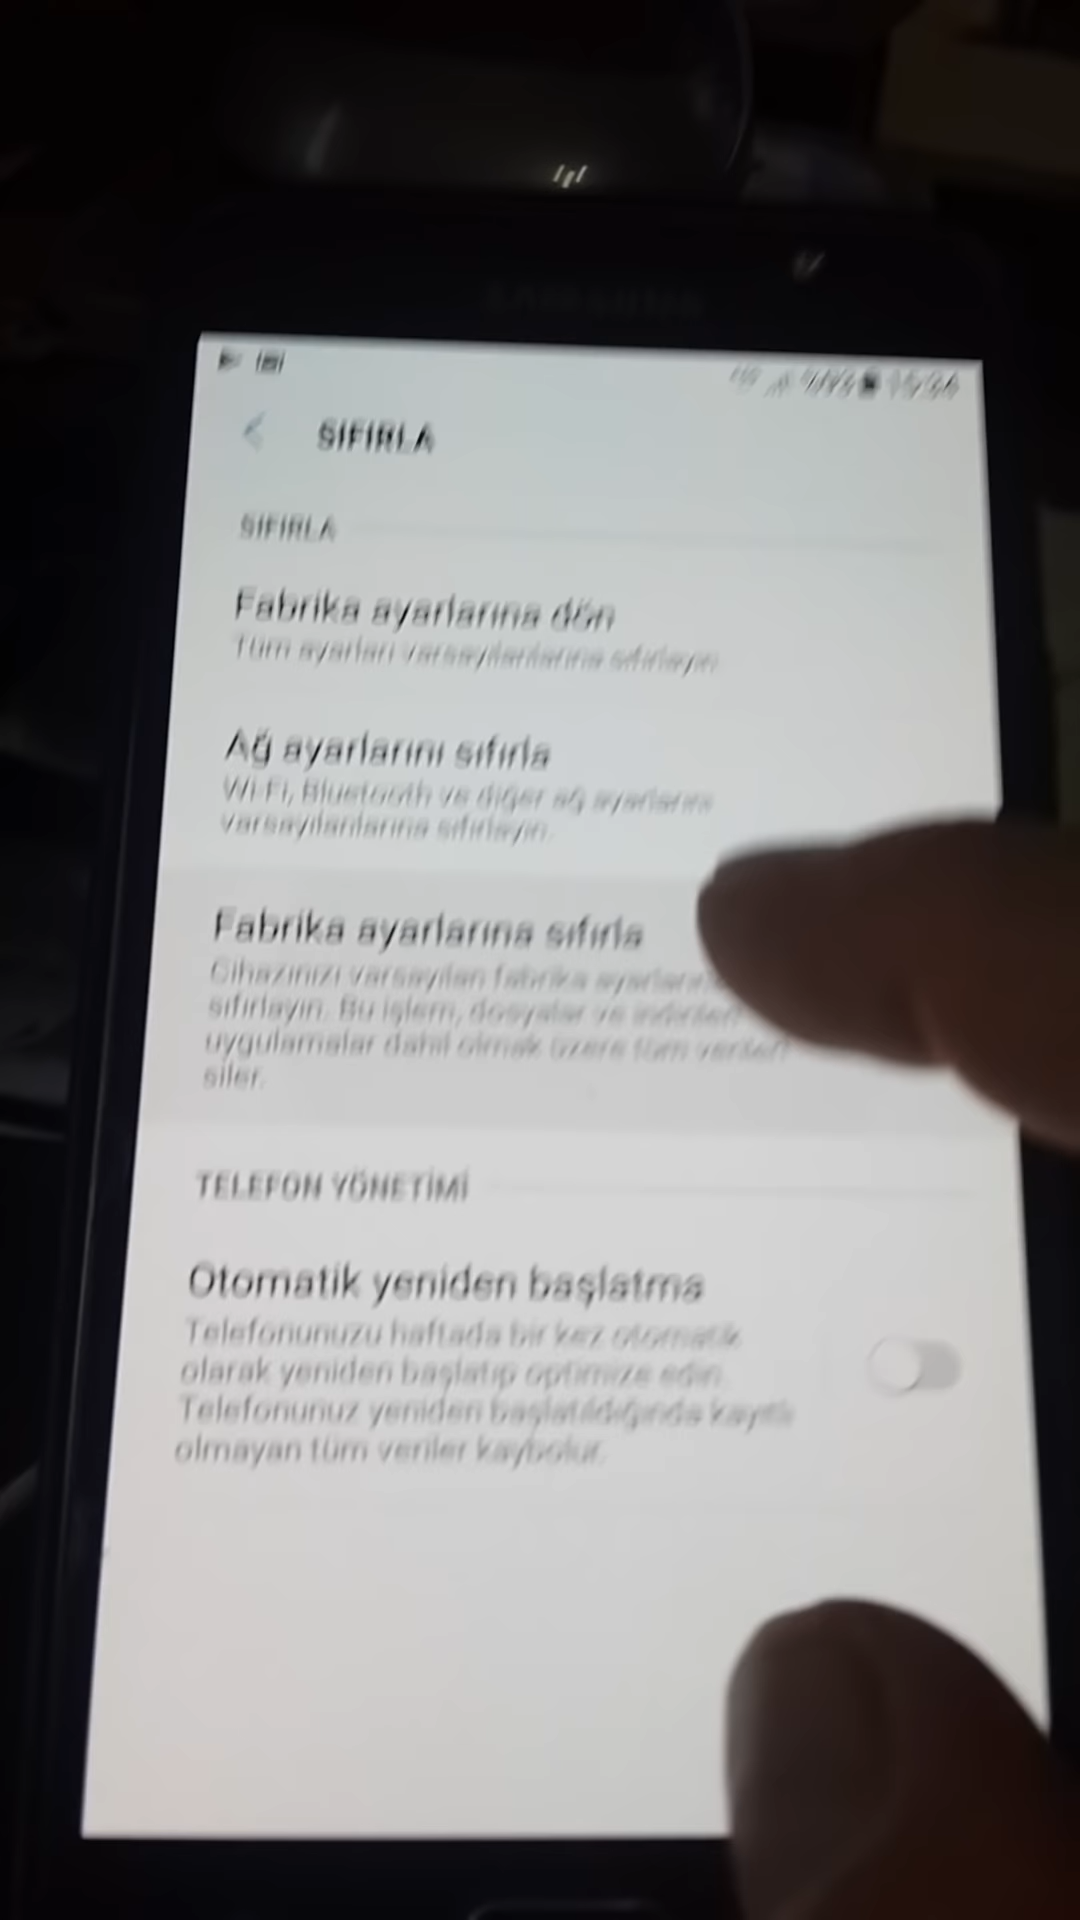 SIFIRLA
SIFIRLA
Fabrika ayarlarına dön
Tüm ayarları varsayılanlarına sıfırlayın
Ağ ayarlarını sıfırla
Wi-Fi, Bluetooth ve diğer ağ ayarlarını
varsayılanlarına sıfırlayın.
Fabrika ayarlarına sıfırla
Cihazınızı varsayılan fabrika
sıfırlayın. Bu işlem, dosyalar ve
uygulamalar dahil olmak üzere tüm verileri
siler.
TELEFON YÖNETİMİ
Otomatik yeniden başlatma
Telefonunuzu haftada bir kez otomatik
olarak yeniden başlatıp optimize edin.
Telefonunuz yeniden başlatıldığında kayıtlı
olmayan tüm veriler kaybolur.